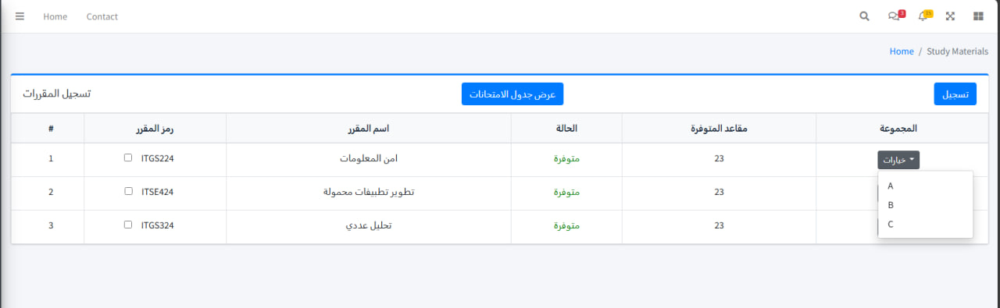 Home Contact 3 15
Home / Study Materials
تسجيل المقررات عرض جدول الامتحانات تسجيل
# رمز المقرر اسم المقرر الحالة مقاعد المتوفرة المجموعة
1 ITGS224 امن المعلومات متوفرة 23 خيارات
2 ITSE424 تطوير تطبيفات محمولة متوفرة 23
3 ITGS324 تحليل عددي متوفرة 23
A
B
C